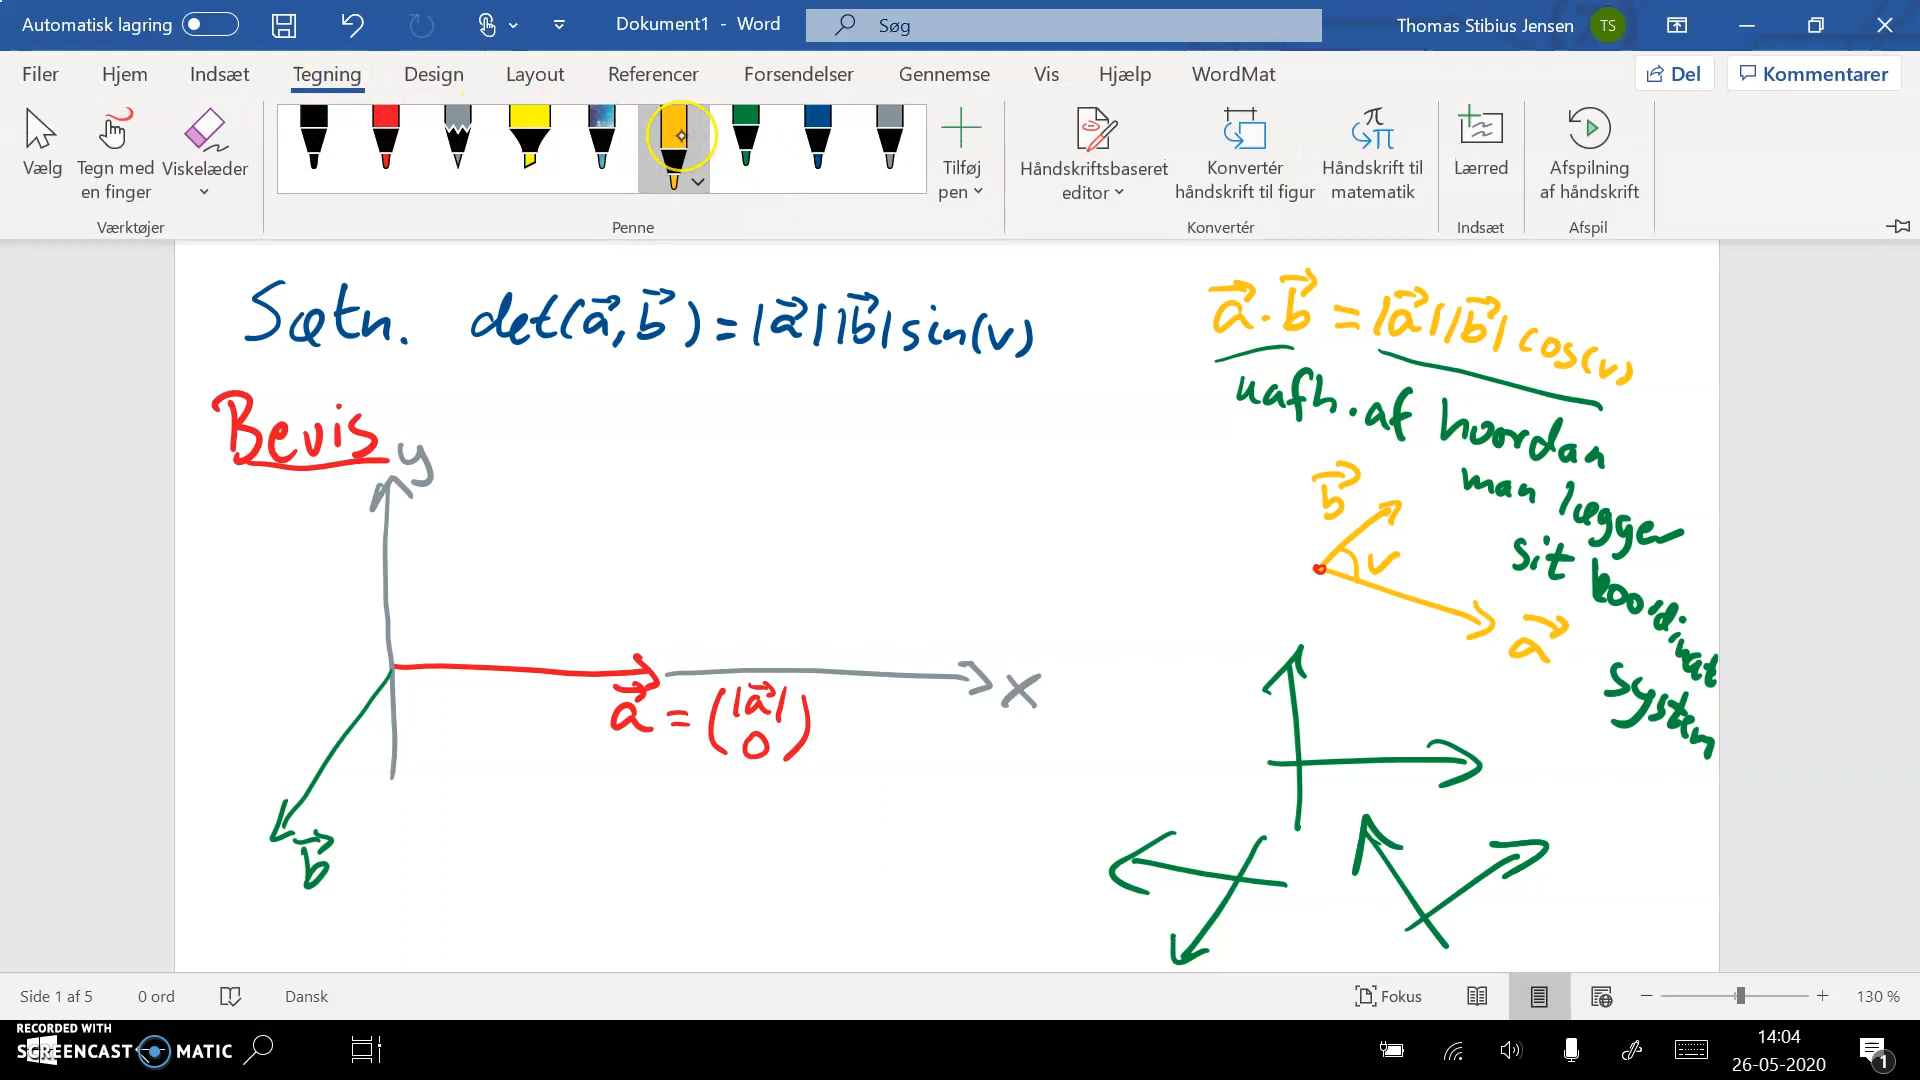 Automatisk lagring
Dokument1 - Word
Søg
Thomas Stibius Jensen
TS
Filer
Hjem
Indsæt
Tegning
Design
Layout
Referencer
Forsendelser
Gennemse
Vis
Hjælp
WordMat
Del
Kommentarer
Vælg
Tegn med
en finger
Viskelæder
Tilføj
pen
Håndskriftsbaseret
editor
Konvertér
håndskrift til figur
Håndskrift til
matematik
Lærred
Afspilning
af håndskrift
Værktøjer
Penne
Konvertér
Indsæt
Afspil
Sætn. det(a⃗, b⃗) = |a⃗| |b⃗| sin(v)
a⃗ · b⃗ = |a⃗| |b⃗| cos(v)
uafh. af hvordan
man lægger
sit koordinat
system
Bevis
y
x
a⃗ = (|a⃗| 0)
b⃗
b⃗
v
a⃗
Side 1 af 5
0 ord
Dansk
Fokus
130 %
RECORDED WITH
SCREENCAST MATIC
14:04
26-05-2020
1